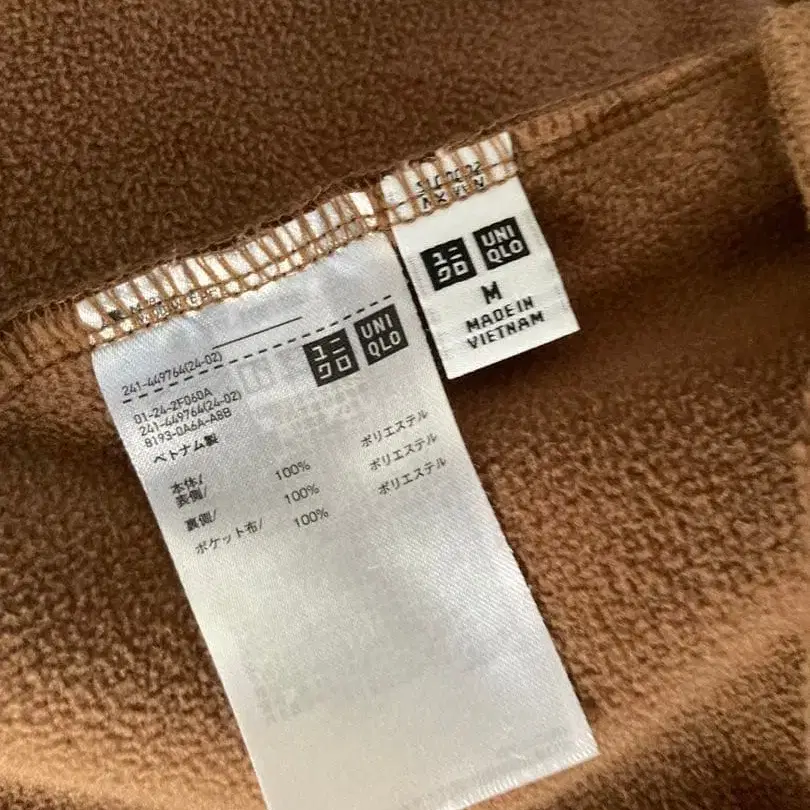 ユニ
クロ
UNI
QLO
M
MADE IN
VIETNAM
ユニ
クロ
UNI
QLO
241-449764(24-02)
01-24-2F060A
241-449764(24-02)
8193-0A6A-A8B
ベトナム製
本体/
表側/ 100% ポリエステル
裏側/ 100% ポリエステル
ポケット布/ 100% ポリエステル